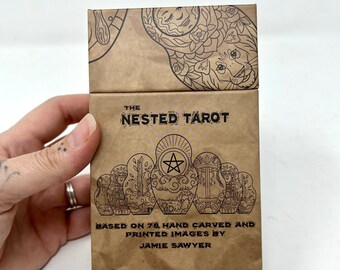 THE
NESTED TAROT
BASED ON 78 HAND CARVED AND
PRINTED IMAGES BY
JAMIE SAWYER